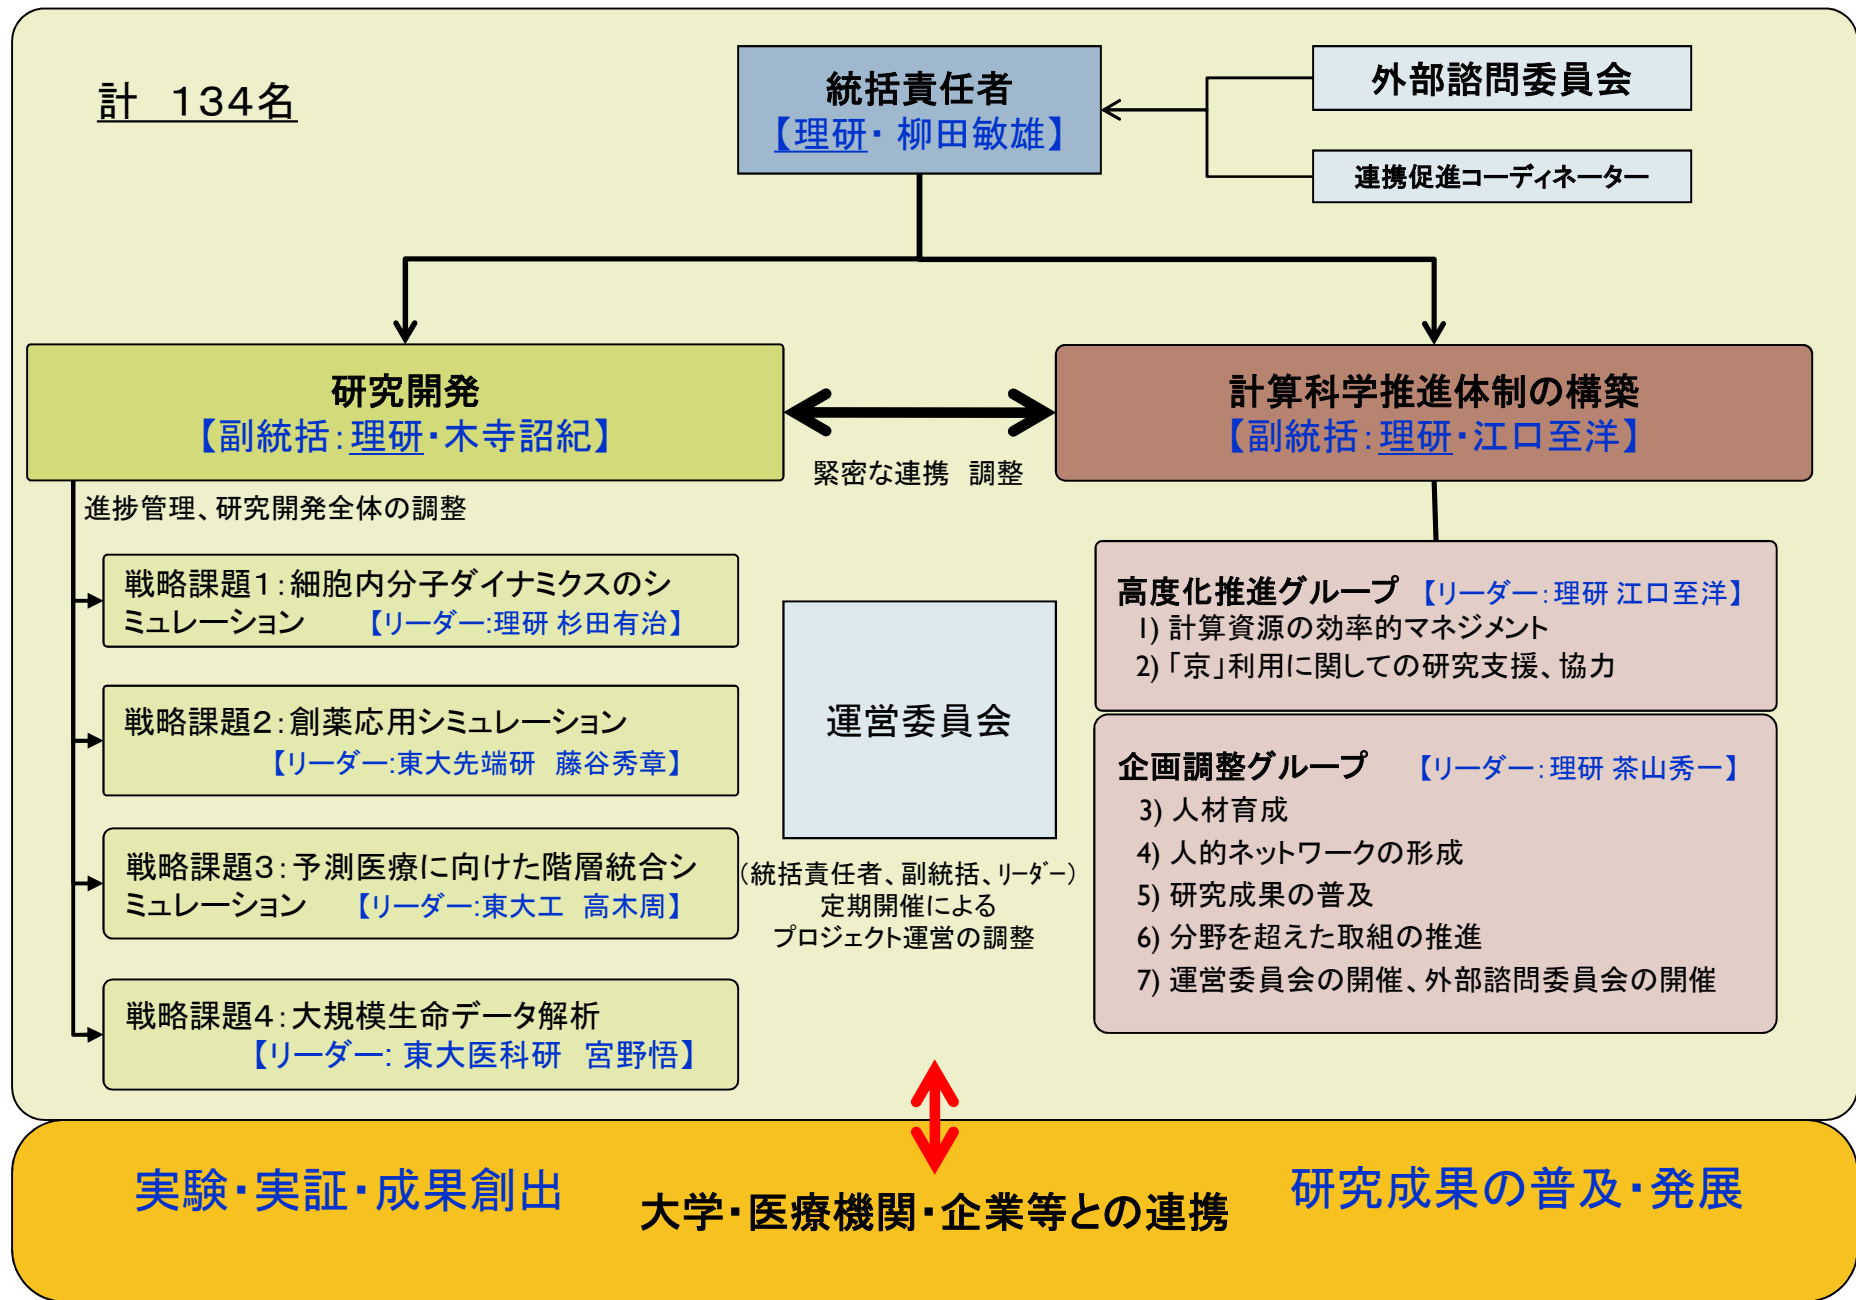 計　134名
統括責任者
【理研・柳田敏雄】
外部諮問委員会
連携促進コーディネーター
研究開発
【副統括：理研・木寺詔紀】
計算科学推進体制の構築
【副統括：理研・江口至洋】
緊密な連携　調整
進捗管理、研究開発全体の調整
戦略課題1：細胞内分子ダイナミクスのシ
ミュレーション　【リーダー:理研 杉田有治】
戦略課題2：創薬応用シミュレーション
【リーダー:東大先端研　藤谷秀章】
戦略課題3：予測医療に向けた階層統合シ
ミュレーション　【リーダー:東大工　高木周】
戦略課題4：大規模生命データ解析
【リーダー: 東大医科研　宮野悟】
運営委員会
（統括責任者、副統括、ﾘｰﾀﾞｰ）
定期開催による
プロジェクト運営の調整
高度化推進グループ　【リーダー：理研 江口至洋】
1) 計算資源の効率的マネジメント
2)「京」利用に関しての研究支援、協力
企画調整グループ　【リーダー：理研 茶山秀一】
3) 人材育成
4) 人的ネットワークの形成
5) 研究成果の普及
6) 分野を超えた取組の推進
7) 運営委員会の開催、外部諮問委員会の開催
実験・実証・成果創出
大学・医療機関・企業等との連携
研究成果の普及・発展